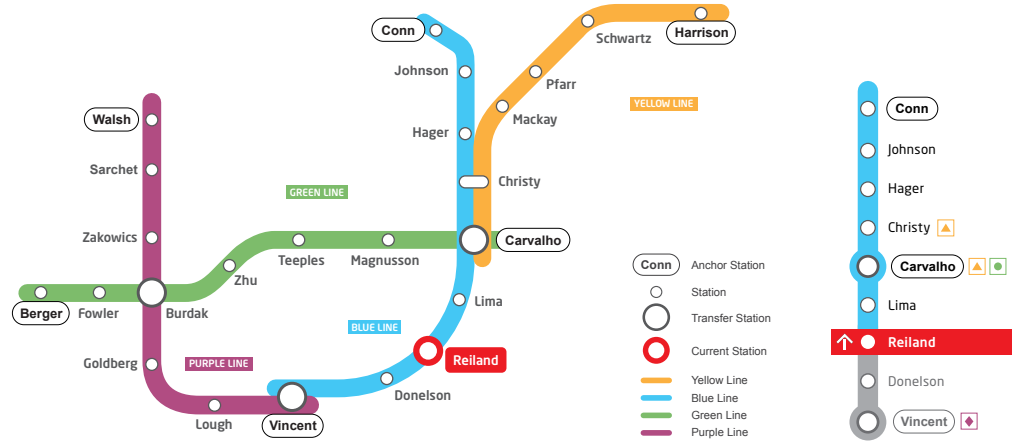 Conn
Johnson
Hager
Christy
Carvalho
Schwartz
Harrison
Pfarr
Mackay
YELLOW LINE
Walsh
Sarchet
Zakowics
GREEN LINE
Teeples
Magnusson
Zhu
Berger
Fowler
Burdak
Goldberg
PURPLE LINE
Lough
Vincent
BLUE LINE
Lima
Reiland
Donelson
Conn
Anchor Station
Station
Transfer Station
Current Station
Yellow Line
Blue Line
Green Line
Purple Line
Conn
Johnson
Hager
Christy
Carvalho
Lima
Reiland
Donelson
Vincent